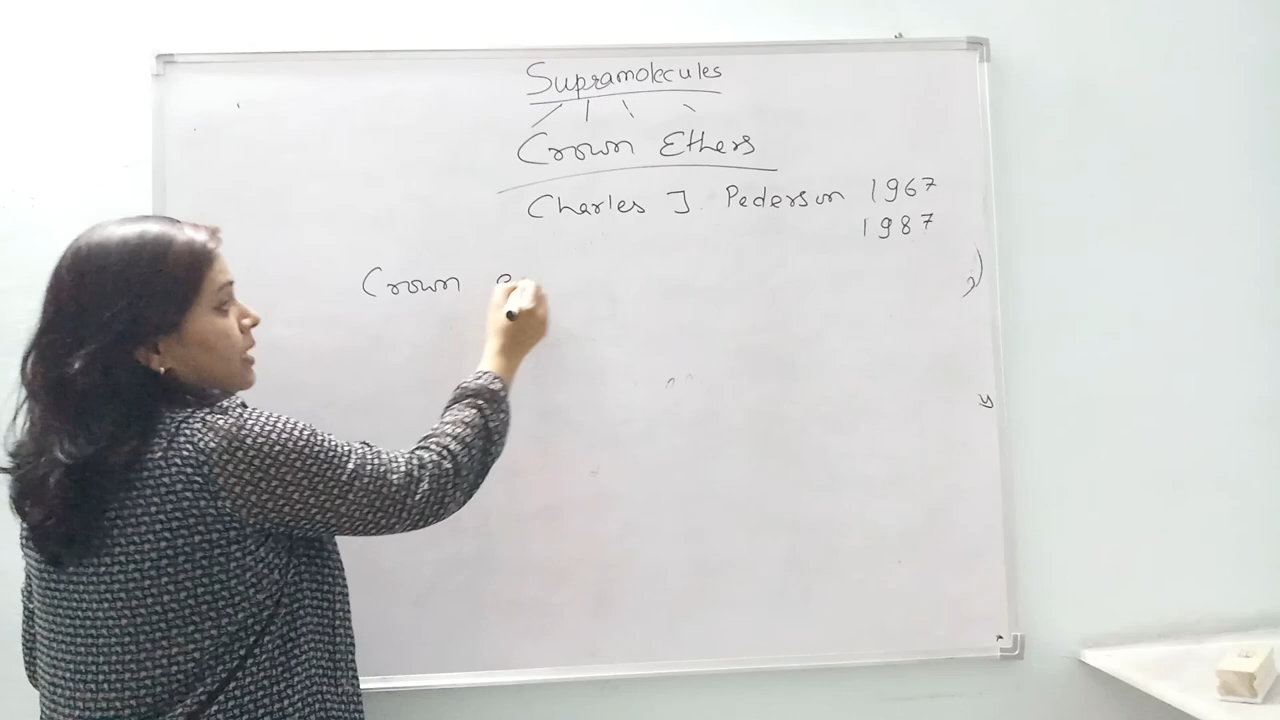 Supramolecules
Crown Ethers
Charles J. Pederson 1967
1987
Crown